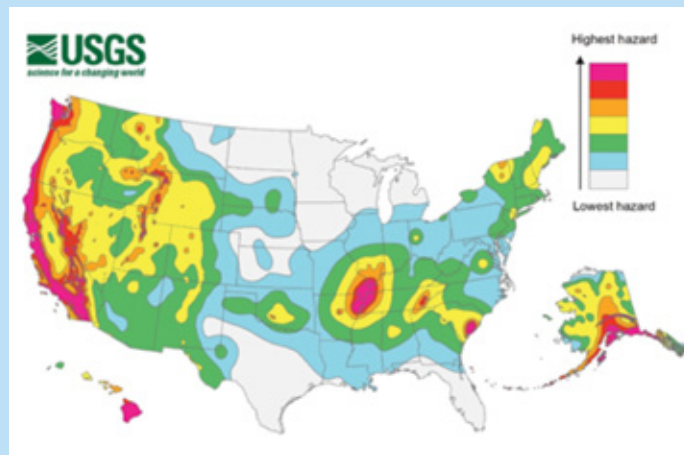 USGS
science for a changing world
Highest hazard
Lowest hazard